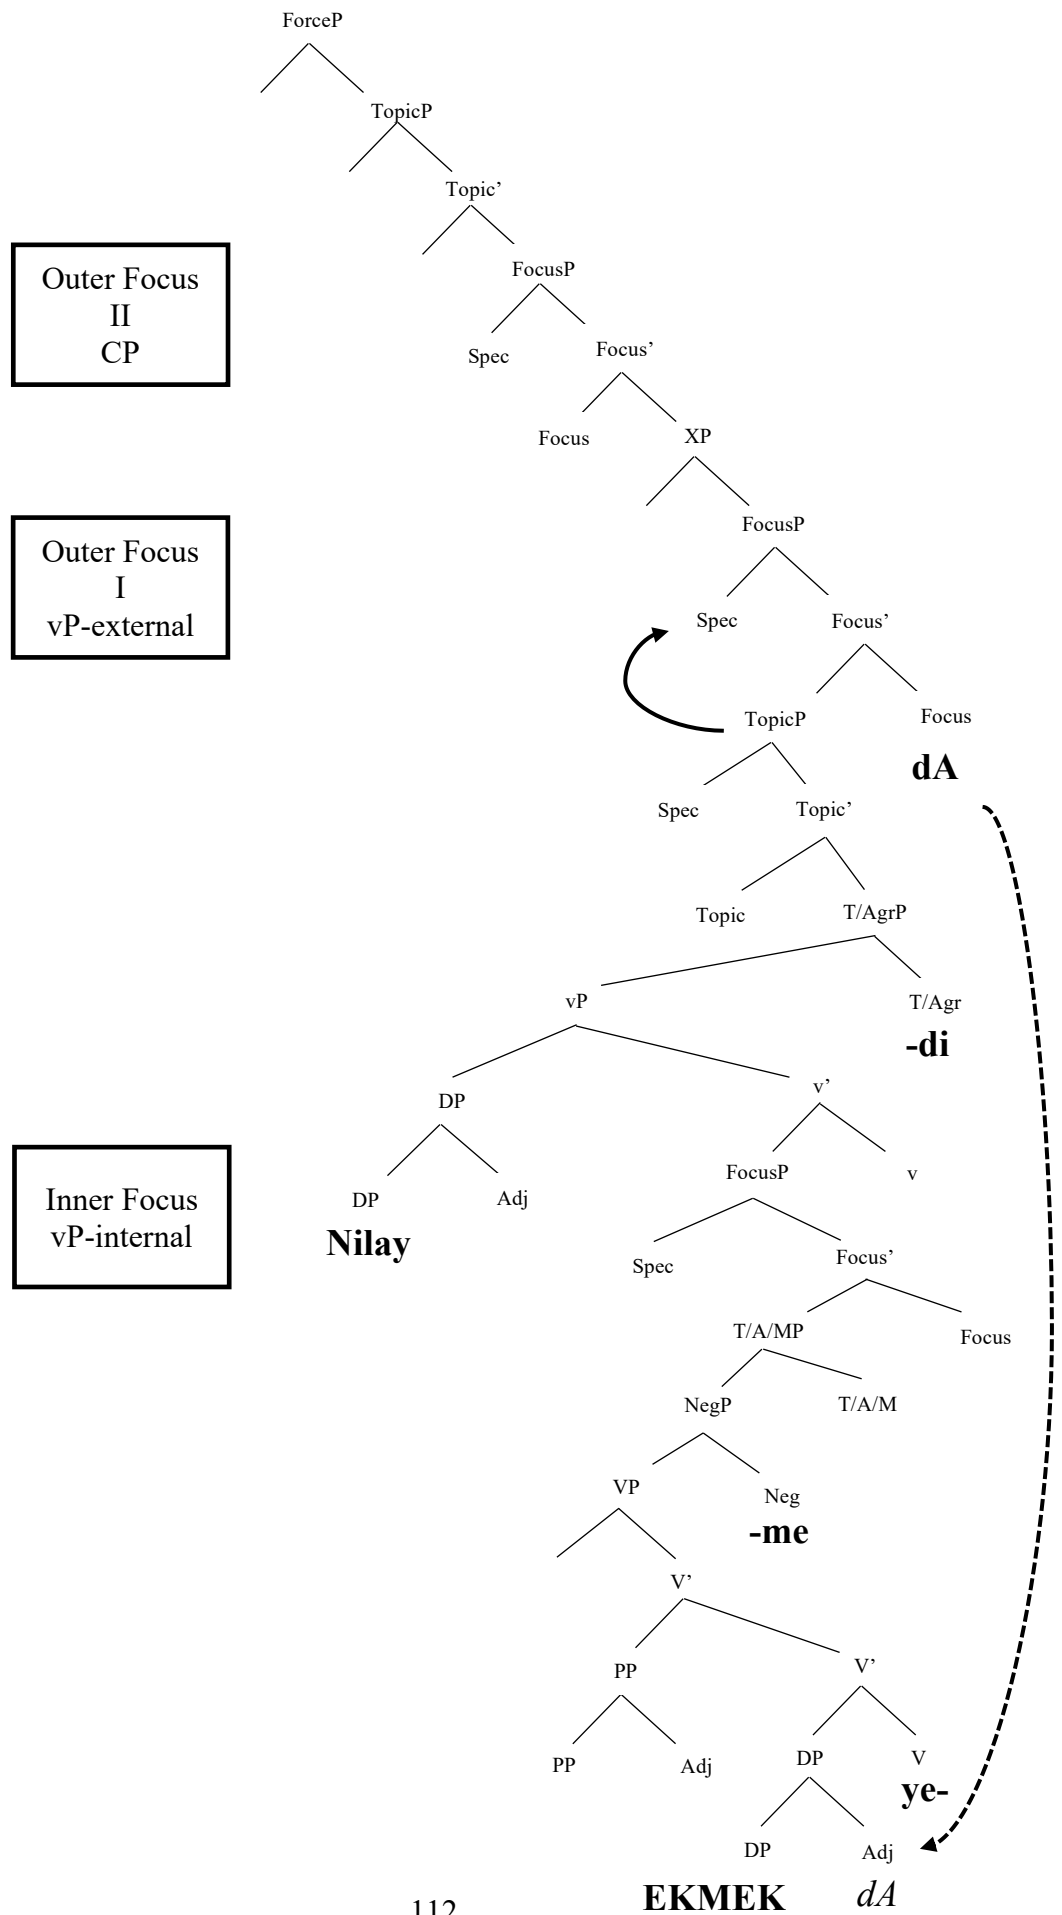 ForceP
TopicP
Topic’
Outer Focus
II
CP
FocusP
Spec
Focus’
Focus
XP
Outer Focus
I
vP-external
FocusP
Spec
Focus’
TopicP
Focus
dA
Spec
Topic’
Topic
T/AgrP
vP
T/Agr
-di
DP
v’
Inner Focus
vP-internal
DP
Adj
Nilay
FocusP
v
Spec
Focus’
T/A/MP
Focus
NegP
T/A/M
VP
Neg
-me
V’
PP
V’
PP
Adj
DP
V
ye-
DP
Adj
EKMEK
dA
112